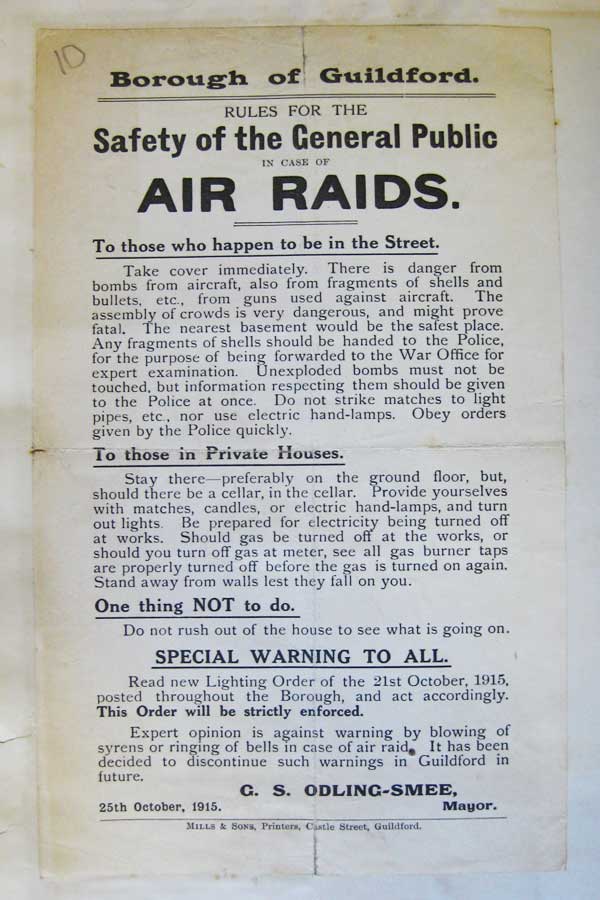 10
Borough of Guildford.
RULES FOR THE
Safety of the General Public
IN CASE OF
AIR RAIDS.
To those who happen to be in the Street.
Take cover immediately. There is danger from
bombs from aircraft, also from fragments of shells and
bullets, etc., from guns used against aircraft. The
assembly of crowds is very dangerous, and might prove
fatal. The nearest basement would be the safest place.
Any fragments of shells should be handed to the Police,
for the purpose of being forwarded to the War Office for
expert examination. Unexploded bombs must not be
touched, but information respecting them should be given
to the Police at once. Do not strike matches to light
pipes, etc., nor use electric hand-lamps. Obey orders
given by the Police quickly.
To those in Private Houses.
Stay there—preferably on the ground floor, but,
should there be a cellar, in the cellar. Provide yourselves
with matches, candles, or electric hand-lamps, and turn
out lights. Be prepared for electricity being turned off
at works. Should gas be turned off at the works, or
should you turn off gas at meter, see all gas burner taps
are properly turned off before the gas is turned on again.
Stand away from walls lest they fall on you.
One thing NOT to do.
Do not rush out of the house to see what is going on.
SPECIAL WARNING TO ALL.
Read new Lighting Order of the 21st October, 1915,
posted throughout the Borough, and act accordingly.
This Order will be strictly enforced.
Expert opinion is against warning by blowing of
syrens or ringing of bells in case of air raid. It has been
decided to discontinue such warnings in Guildford in
future.
G. S. ODLING-SMEE,
25th October, 1915. Mayor.
MILLS & SONS, Printers, Castle Street, Guildford.